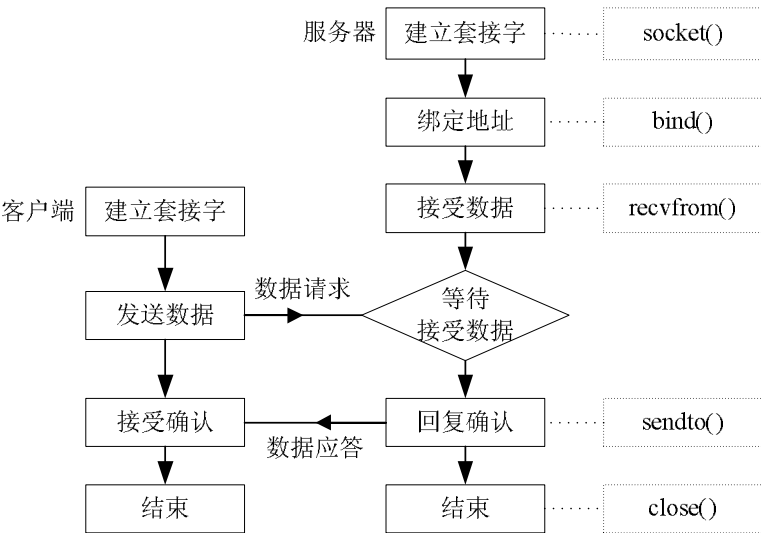 服务器
建立套接字
socket()
绑定地址
bind()
客户端
建立套接字
接受数据
recvfrom()
发送数据
数据请求
等待
接受数据
接受确认
数据应答
回复确认
sendto()
结束
结束
close()